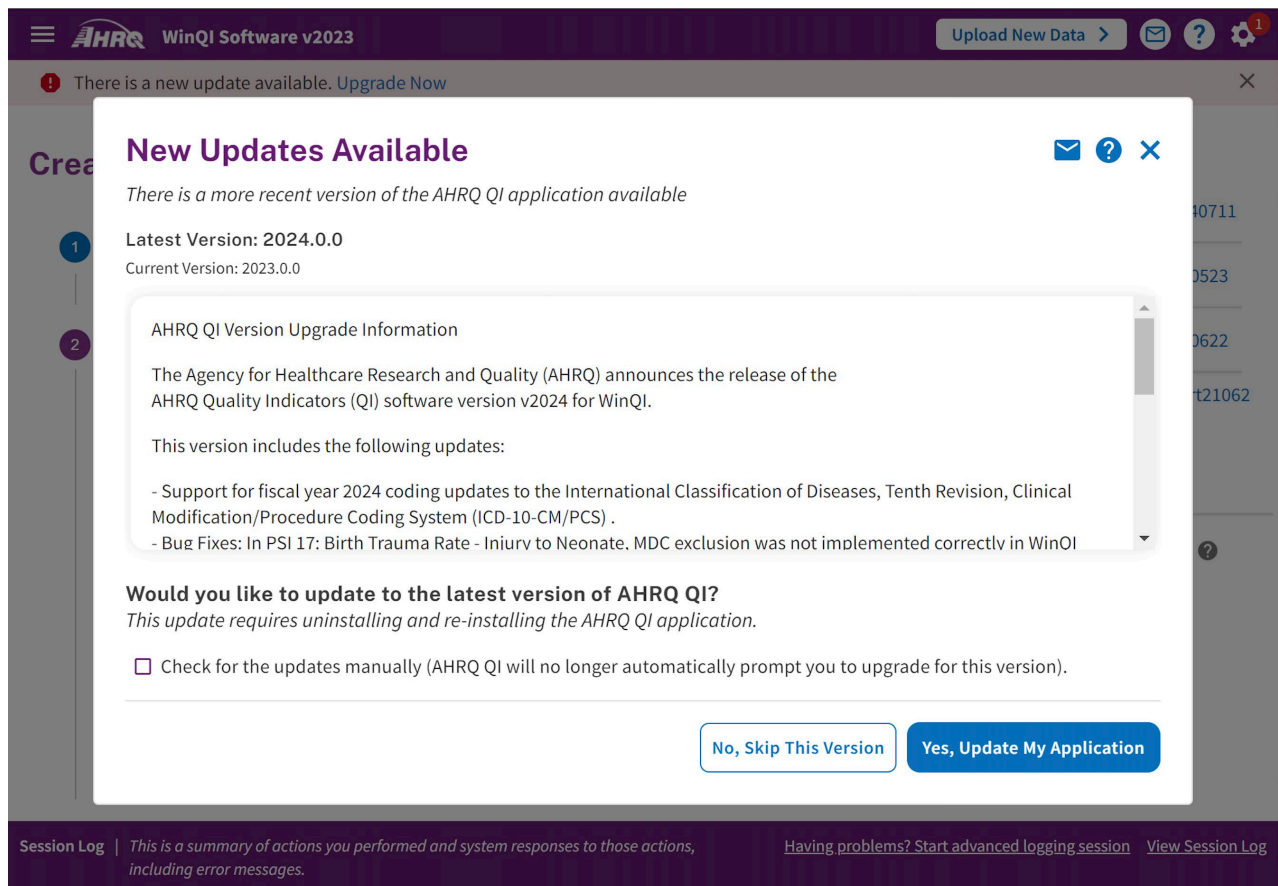 AHRQ WinQI Software v2023 Upload New Data ? 1
There is a new update available. Upgrade Now
New Updates Available
There is a more recent version of the AHRQ QI application available
Latest Version: 2024.0.0
Current Version: 2023.0.0
1
2
AHRQ QI Version Upgrade Information
The Agency for Healthcare Research and Quality (AHRQ) announces the release of the
AHRQ Quality Indicators (QI) software version v2024 for WinQI.
This version includes the following updates:
- Support for fiscal year 2024 coding updates to the International Classification of Diseases, Tenth Revision, Clinical
Modification/Procedure Coding System (ICD-10-CM/PCS) .
- Bug Fixes: In PSI 17: Birth Trauma Rate - Injury to Neonate, MDC exclusion was not implemented correctly in WinQI
Would you like to update to the latest version of AHRQ QI?
This update requires uninstalling and re-installing the AHRQ QI application.
Check for the updates manually (AHRQ QI will no longer automatically prompt you to upgrade for this version).
No, Skip This Version Yes, Update My Application
Session Log | This is a summary of actions you performed and system responses to those actions,
including error messages.
Having problems? Start advanced logging session View Session Log